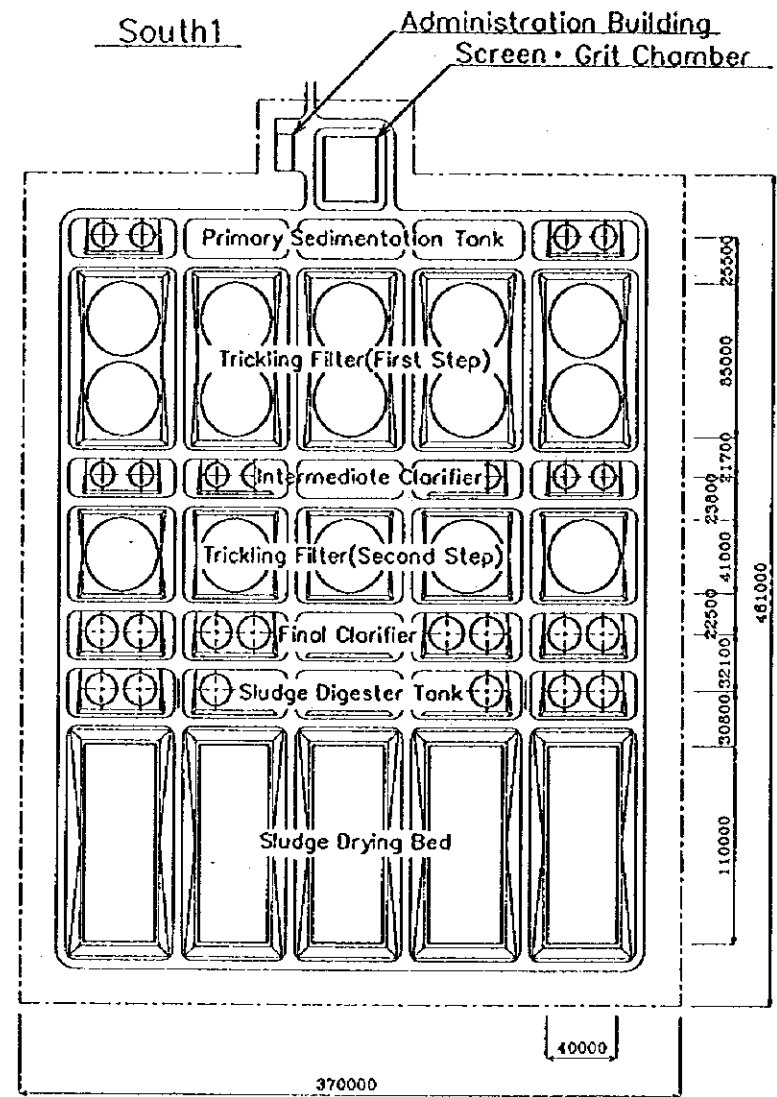 South1
Administration Building
Screen・Grit Chamber
Primary Sedimentation Tank
25500
Trickling Filter(First Step)
85000
21700
Intermediate Clarifier
23800
Trickling Filter(Second Step)
41000
461000
22500
Final Clarifier
32100
Sludge Digester Tank
30800
Sludge Drying Bed
110000
40000
370000